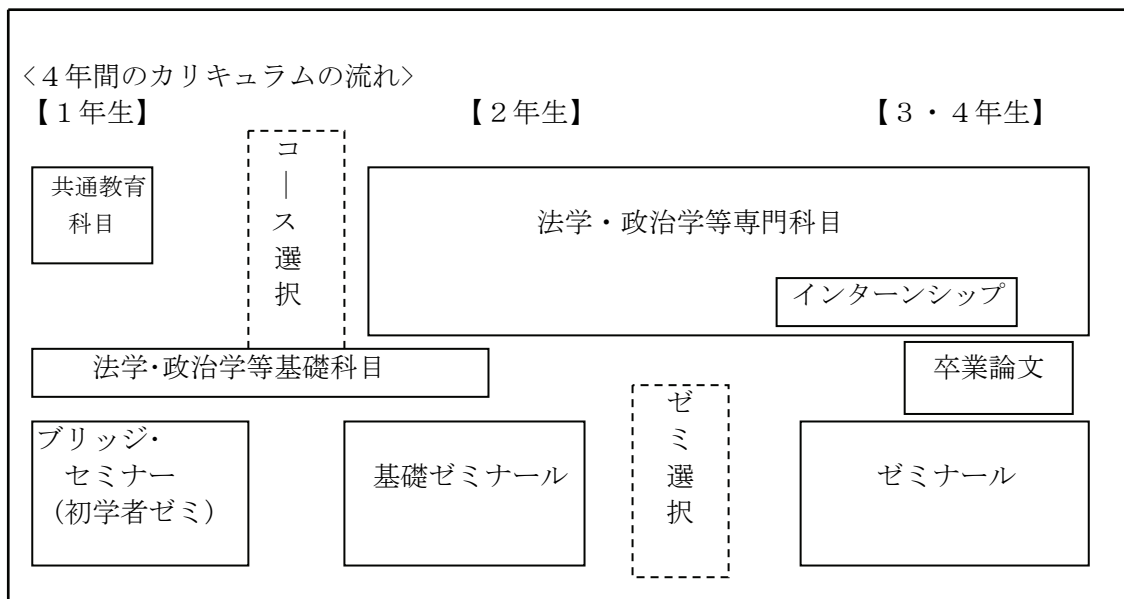 <４年間のカリキュラムの流れ>
【１年生】
【２年生】
【３・４年生】
共通教育
科目
コース選択
法学・政治学等専門科目
インターンシップ
法学･政治学等基礎科目
卒業論文
ブリッジ･
セミナー
(初学者ゼミ)
基礎ゼミナール
ゼミ選択
ゼミナール